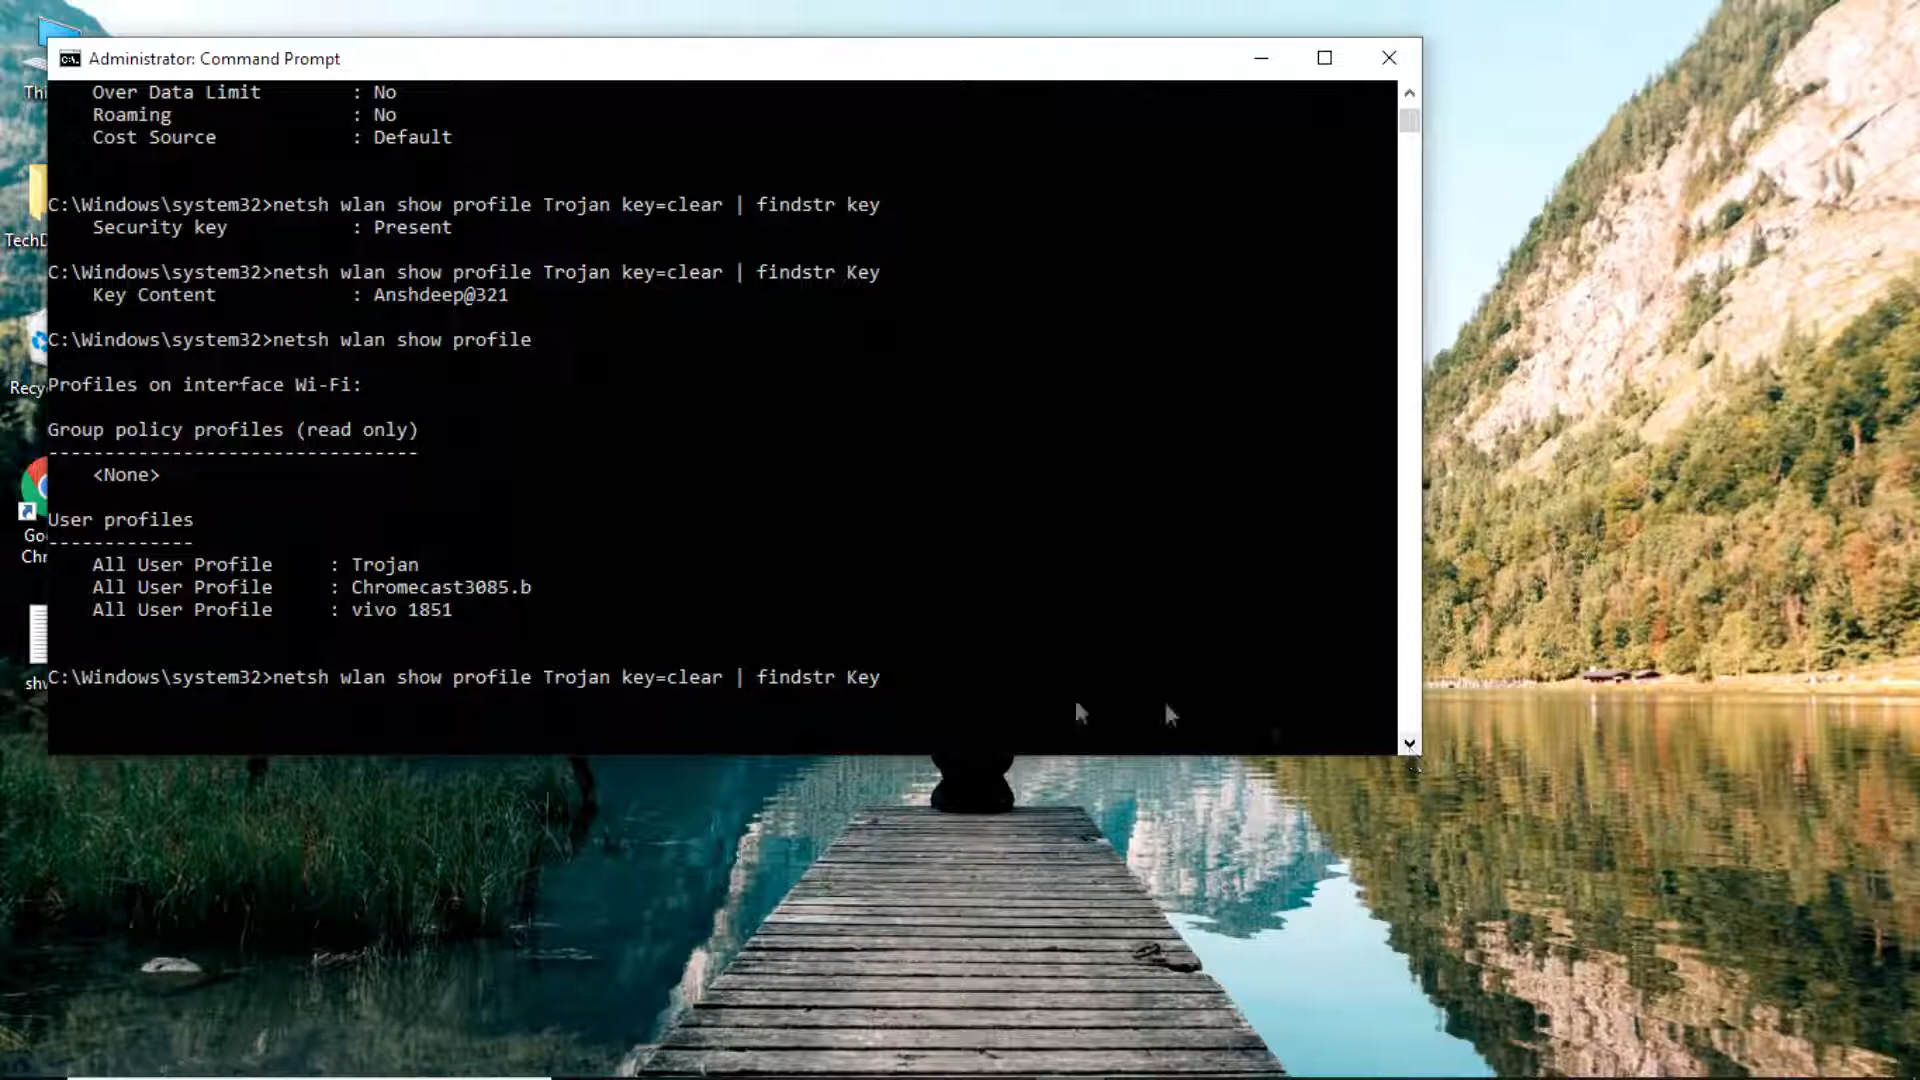 Administrator: Command Prompt
Over Data Limit : No
Roaming : No
Cost Source : Default
C:\Windows\system32>netsh wlan show profile Trojan key=clear | findstr key
Security key : Present
C:\Windows\system32>netsh wlan show profile Trojan key=clear | findstr Key
Key Content : Anshdeep@321
C:\Windows\system32>netsh wlan show profile
Profiles on interface Wi-Fi:
Group policy profiles (read only)
---------------------------------
<None>
User profiles
-------------
All User Profile : Trojan
All User Profile : Chromecast3085.b
All User Profile : vivo 1851
C:\Windows\system32>netsh wlan show profile Trojan key=clear | findstr Key